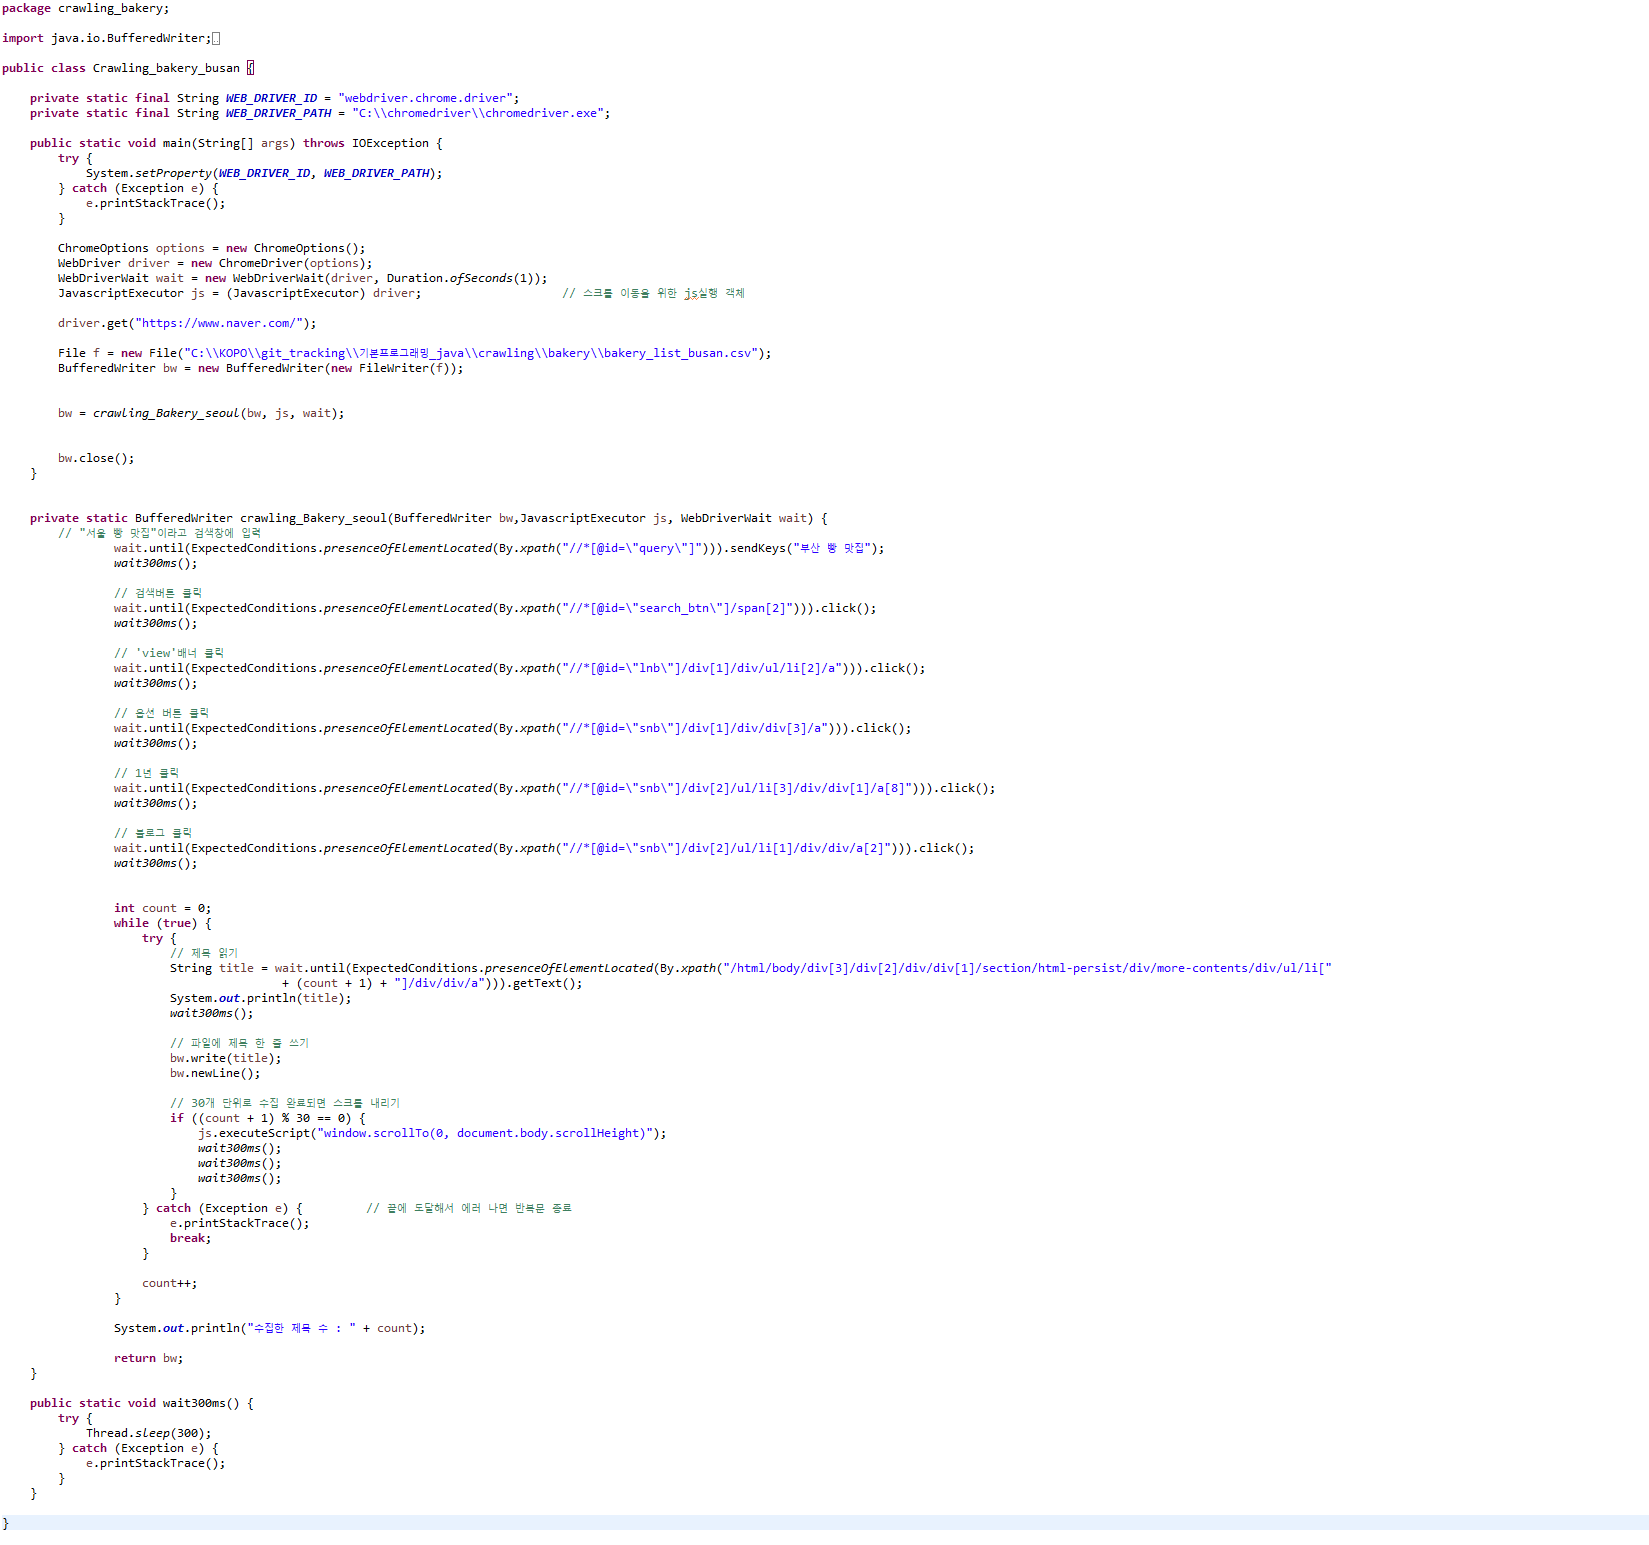 package crawling_bakery;
import java.io.BufferedWriter;
public class Crawling_bakery_busan {
private static final String WEB_DRIVER_ID = "webdriver.chrome.driver";
private static final String WEB_DRIVER_PATH = "C:\\chromedriver\\chromedriver.exe";
public static void main(String[] args) throws IOException {
try {
System.setProperty(WEB_DRIVER_ID, WEB_DRIVER_PATH);
} catch (Exception e) {
e.printStackTrace();
}
ChromeOptions options = new ChromeOptions();
WebDriver driver = new ChromeDriver(options);
WebDriverWait wait = new WebDriverWait(driver, Duration.ofSeconds(1));
JavascriptExecutor js = (JavascriptExecutor) driver; // 스크롤 이동을 위한 js실행 객체
driver.get("https://www.naver.com/");
File f = new File("C:\\KOPO\\git_tracking\\기본프로그래밍_java\\crawling\\bakery\\bakery_list_busan.csv");
BufferedWriter bw = new BufferedWriter(new FileWriter(f));
bw = crawling_Bakery_seoul(bw, js, wait);
bw.close();
}
private static BufferedWriter crawling_Bakery_seoul(BufferedWriter bw,JavascriptExecutor js, WebDriverWait wait) {
// "서울 빵 맛집"이라고 검색창에 입력
wait.until(ExpectedConditions.presenceOfElementLocated(By.xpath("//*[@id=\"query\"]"))).sendKeys("부산 빵 맛집");
wait300ms();
// 검색버튼 클릭
wait.until(ExpectedConditions.presenceOfElementLocated(By.xpath("//*[@id=\"search_btn\"]/span[2]"))).click();
wait300ms();
// 'view'배너 클릭
wait.until(ExpectedConditions.presenceOfElementLocated(By.xpath("//*[@id=\"lnb\"]/div[1]/div/ul/li[2]/a"))).click();
wait300ms();
// 옵션 버튼 클릭
wait.until(ExpectedConditions.presenceOfElementLocated(By.xpath("//*[@id=\"snb\"]/div[1]/div/div[3]/a"))).click();
wait300ms();
// 1년 클릭
wait.until(ExpectedConditions.presenceOfElementLocated(By.xpath("//*[@id=\"snb\"]/div[2]/ul/li[3]/div/div[1]/a[8]"))).click();
wait300ms();
// 블로그 클릭
wait.until(ExpectedConditions.presenceOfElementLocated(By.xpath("//*[@id=\"snb\"]/div[2]/ul/li[1]/div/div/a[2]"))).click();
wait300ms();
int count = 0;
while (true) {
try {
// 제목 읽기
String title = wait.until(ExpectedConditions.presenceOfElementLocated(By.xpath("/html/body/div[3]/div[2]/div/div[1]/section/html-persist/div/more-contents/div/ul/li["
+ (count + 1) + "]/div/div/a"))).getText();
System.out.println(title);
wait300ms();
// 파일에 제목 한 줄 쓰기
bw.write(title);
bw.newLine();
// 30개 단위로 수집 완료되면 스크롤 내리기
if ((count + 1) % 30 == 0) {
js.executeScript("window.scrollTo(0, document.body.scrollHeight)");
wait300ms();
wait300ms();
wait300ms();
}
} catch (Exception e) { // 끝에 도달해서 에러 나면 반복문 종료
e.printStackTrace();
break;
}
count++;
}
System.out.println("수집한 제목 수 : " + count);
return bw;
}
public static void wait300ms() {
try {
Thread.sleep(300);
} catch (Exception e) {
e.printStackTrace();
}
}
}